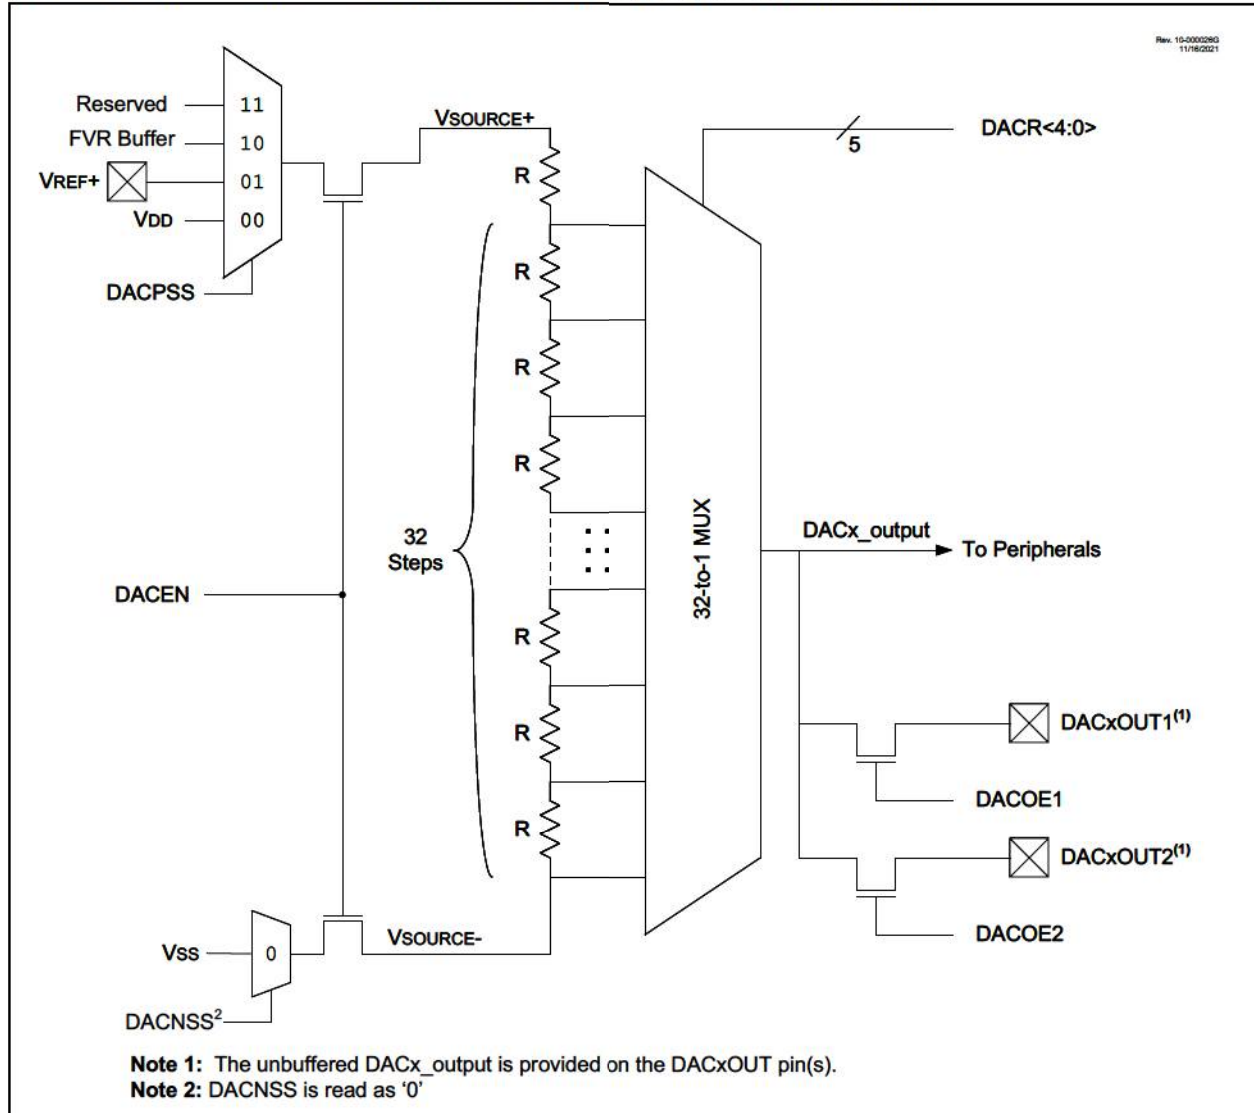 Rev. 10-000026G
11/16/2021
Reserved
11
FVR Buffer
10
VREF+
01
VDD
00
DACPSS
VSOURCE+
DACR<4:0>
5
R
R
R
R
32
Steps
32-to-1 MUX
DACx_output
To Peripherals
DACEN
R
R
R
DACxOUT1(1)
DACOE1
DACxOUT2(1)
DACOE2
VSOURCE-
VSS
0
DACNSS2
Note 1: The unbuffered DACx_output is provided on the DACxOUT pin(s).
Note 2: DACNSS is read as ‘0’